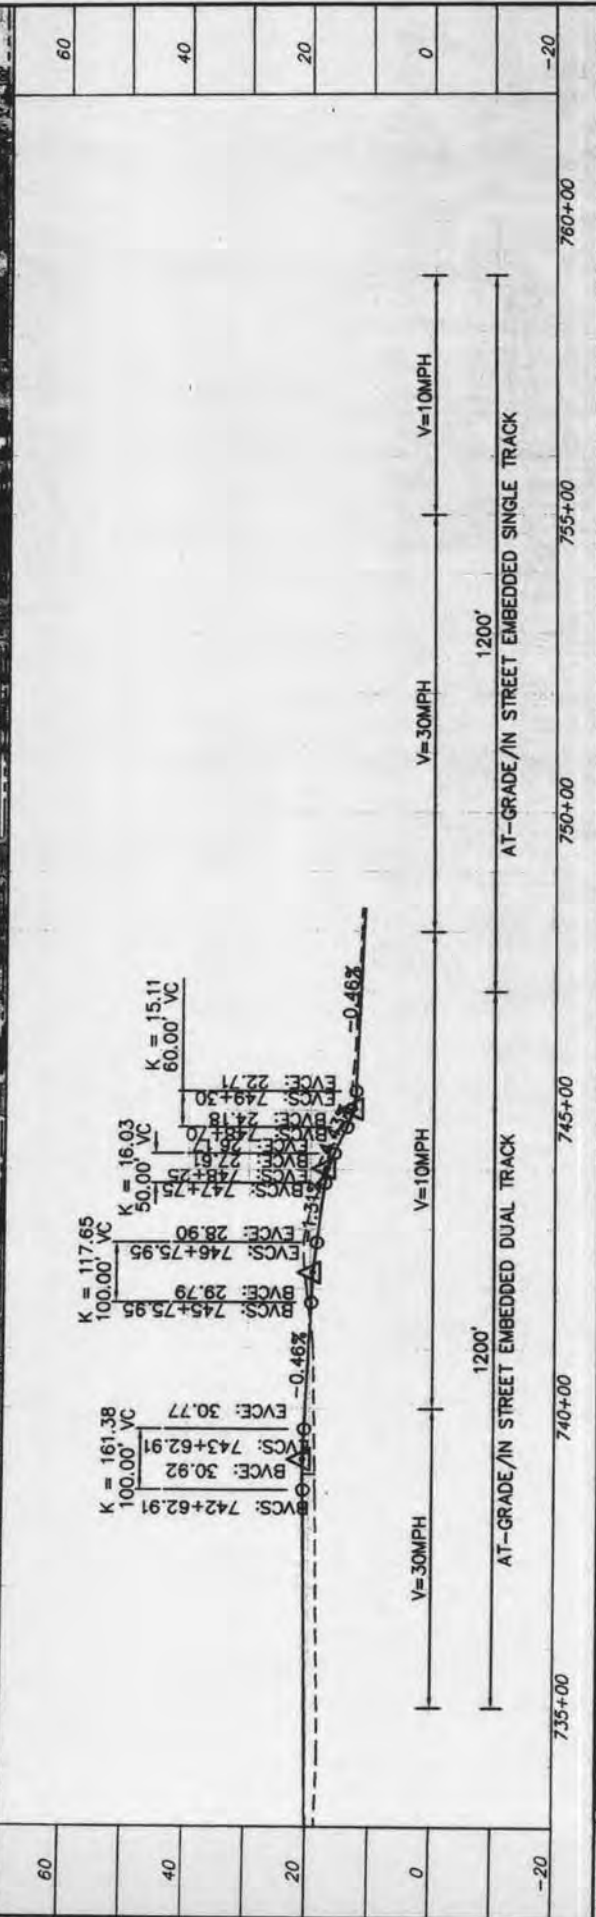 60
40
20
0
-20
K = 161.38
100.00' VC
BVCS: 742+62.91
BVCE: 30.92
EVCS: 743+62.91
EVCE: 30.77
-0.46%
K = 117.65
100.00' VC
BVCS: 745+75.95
BVCE: 29.79
EVCS: 746+75.95
EVCE: 28.90
-1.31%
K = 16.03
50.00' VC
BVCS: 747+75
EVCS: 748+25
27.61
K = 15.11
60.00' VC
BVCS: 748+70
BVCE: 24.18
EVCS: 749+30
EVCE: 22.71
-0.46%
60
40
20
0
-20
V=30MPH
V=10MPH
V=30MPH
V=10MPH
1200'
1200'
AT-GRADE/IN STREET EMBEDDED DUAL TRACK
AT-GRADE/IN STREET EMBEDDED SINGLE TRACK
735+00
740+00
745+00
750+00
755+00
760+00